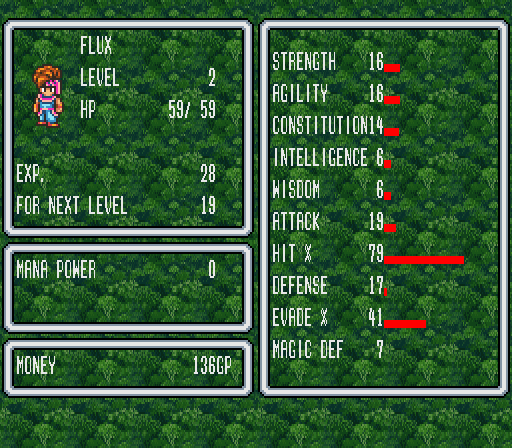 FLUX
LEVEL 2
HP 59/ 59
EXP. 28
FOR NEXT LEVEL 19
MANA POWER 0
MONEY 136GP
STRENGTH 16
AGILITY 16
CONSTITUTION14
INTELLIGENCE 6
WISDOM 6
ATTACK 19
HIT % 79
DEFENSE 17
EVADE % 41
MAGIC DEF 7